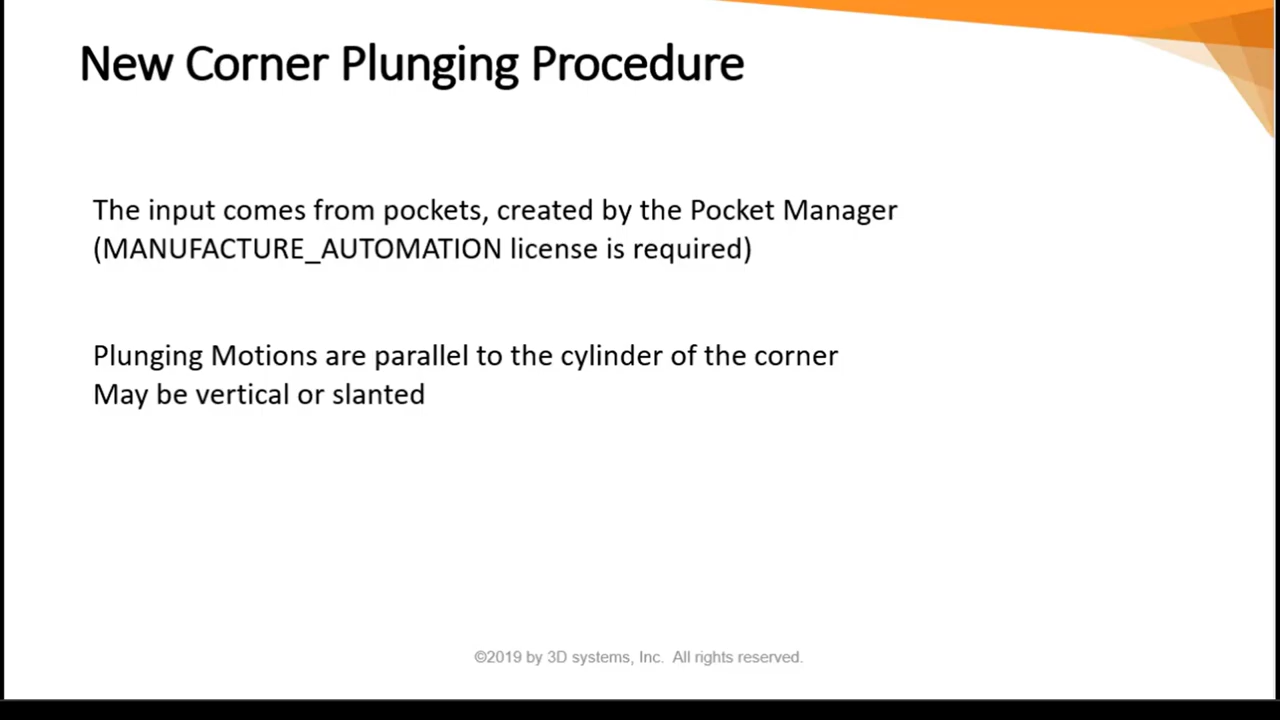 New Corner Plunging Procedure
The input comes from pockets, created by the Pocket Manager
(MANUFACTURE_AUTOMATION license is required)
Plunging Motions are parallel to the cylinder of the corner
May be vertical or slanted
©2019 by 3D systems, Inc. All rights reserved.